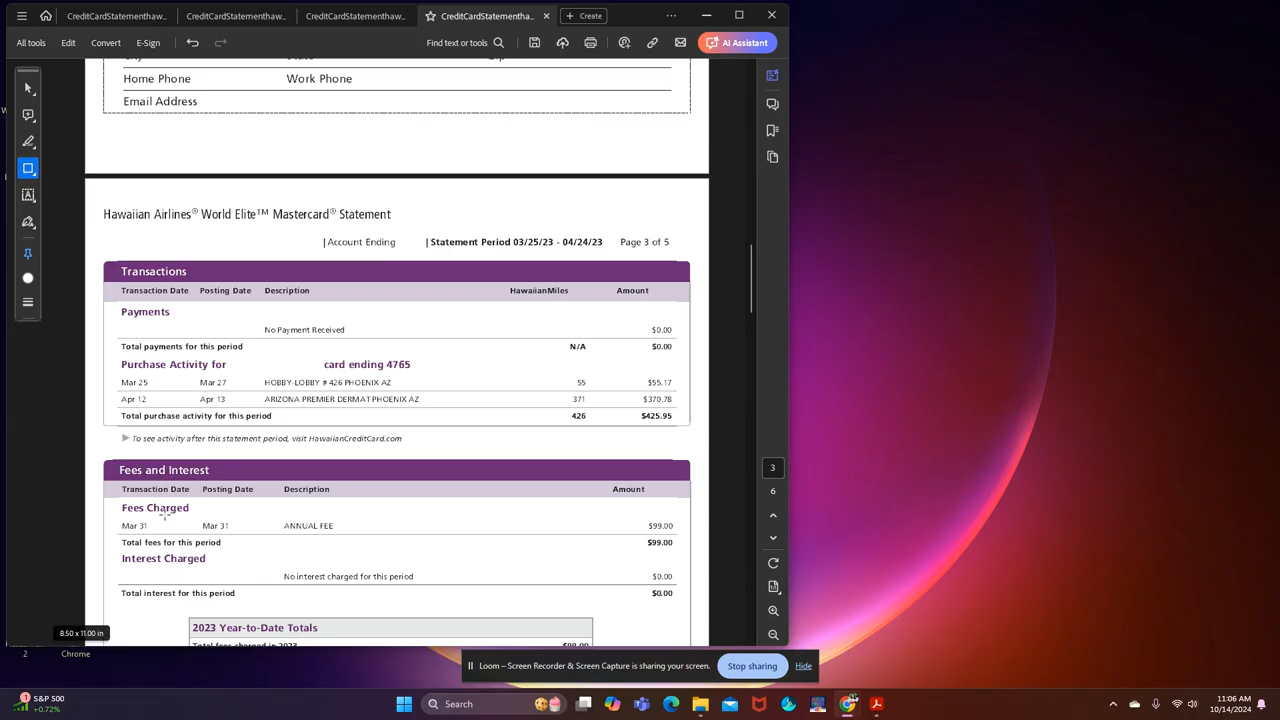 CreditCardStatementhaw... CreditCardStatementhaw... CreditCardStatementhaw... CreditCardStatementha... Create
All tools Edit Convert E-Sign Find text or tools AI Assistant
Home Phone Work Phone
Email Address
Hawaiian Airlines® World Elite™ Mastercard® Statement
| Account Ending | Statement Period 03/25/23 - 04/24/23 Page 3 of 5
Transactions
Transaction Date Posting Date Description HawaiianMiles Amount
Payments
No Payment Received $0.00
Total payments for this period N/A $0.00
Purchase Activity for card ending 4765
Mar 25 Mar 27 HOBBY-LOBBY # 426 PHOENIX AZ 55 $55.17
Apr 12 Apr 13 ARIZONA PREMIER DERMAT PHOENIX AZ 371 $370.78
Total purchase activity for this period 426 $425.95
To see activity after this statement period, visit HawaiianCreditCard.com
Fees and Interest
Transaction Date Posting Date Description Amount
Fees Charged
Mar 31 Mar 31 ANNUAL FEE $99.00
Total fees for this period $99.00
Interest Charged
No interest charged for this period $0.00
Total interest for this period $0.00
2023 Year-to-Date Totals
Total fees charged in 2023 $99.00
3
6
8.50 x 11.00 in
2 Chrome
Loom – Screen Recorder & Screen Capture is sharing your screen. Stop sharing Hide
1
S&P 500
+0.72%
Search
11:06 AM
10/14/2024